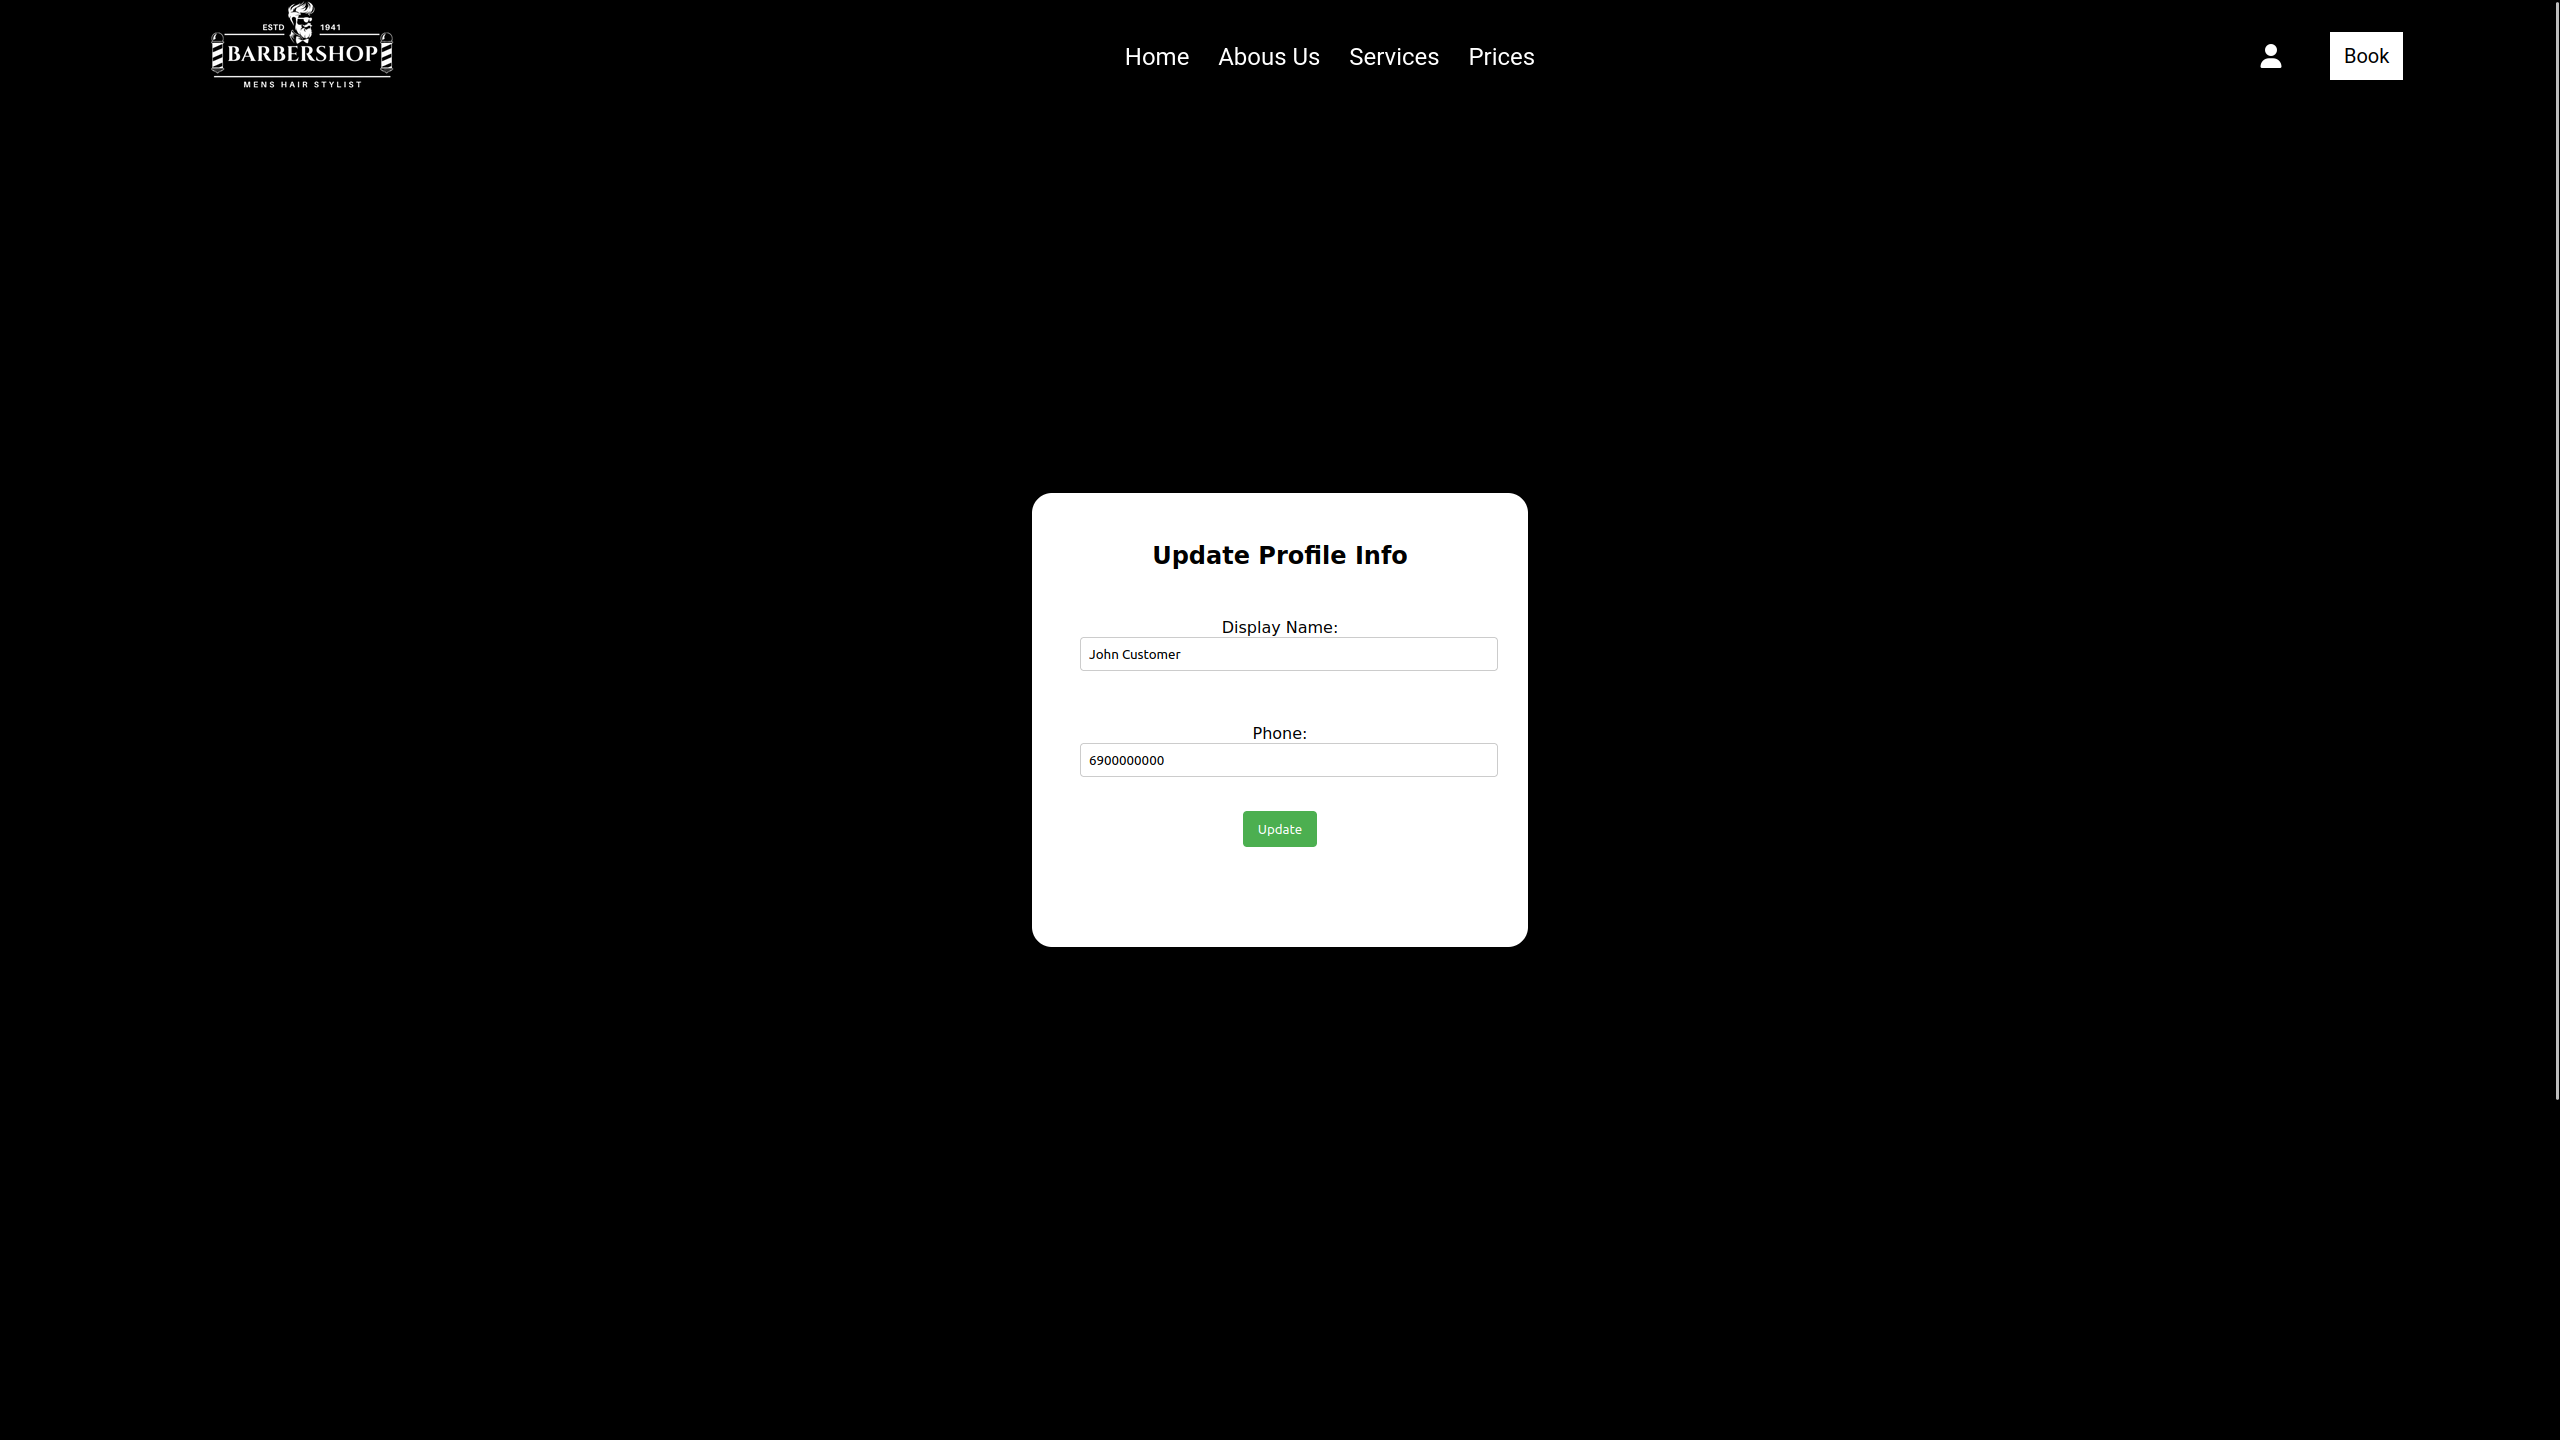 ESTD 1941
BARBERSHOP
MENS HAIR STYLIST
Home Abous Us Services Prices
Book
Update Profile Info
Display Name:
John Customer
Phone:
6900000000
Update